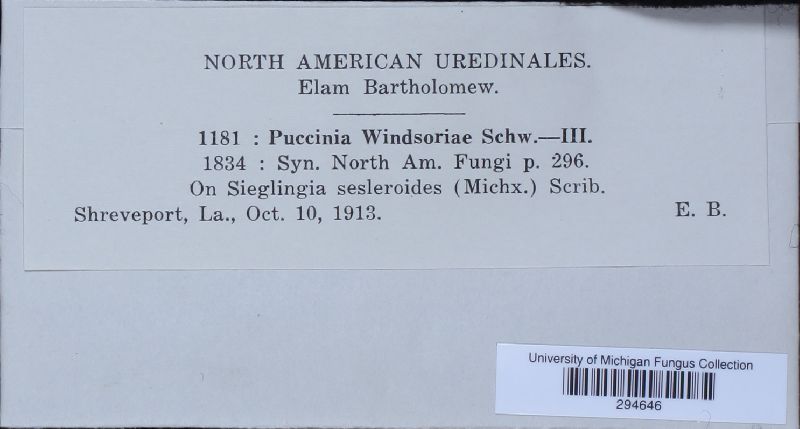 NORTH AMERICAN UREDINALES.
Elam Bartholomew.
1181 : Puccinia Windsoriae Schw.—III.
1834 : Syn. North Am. Fungi p. 296.
On Sieglingia sesleroides (Michx.) Scrib.
Shreveport, La., Oct. 10, 1913. E. B.
University of Michigan Fungus Collection
294646